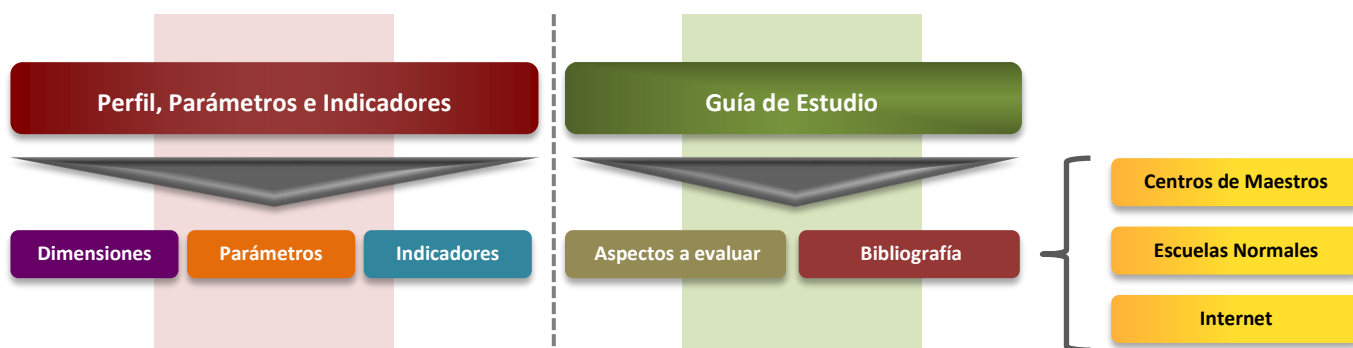 Perfil, Parámetros e Indicadores
Guía de Estudio
Dimensiones
Parámetros
Indicadores
Aspectos a evaluar
Bibliografía
Centros de Maestros
Escuelas Normales
Internet